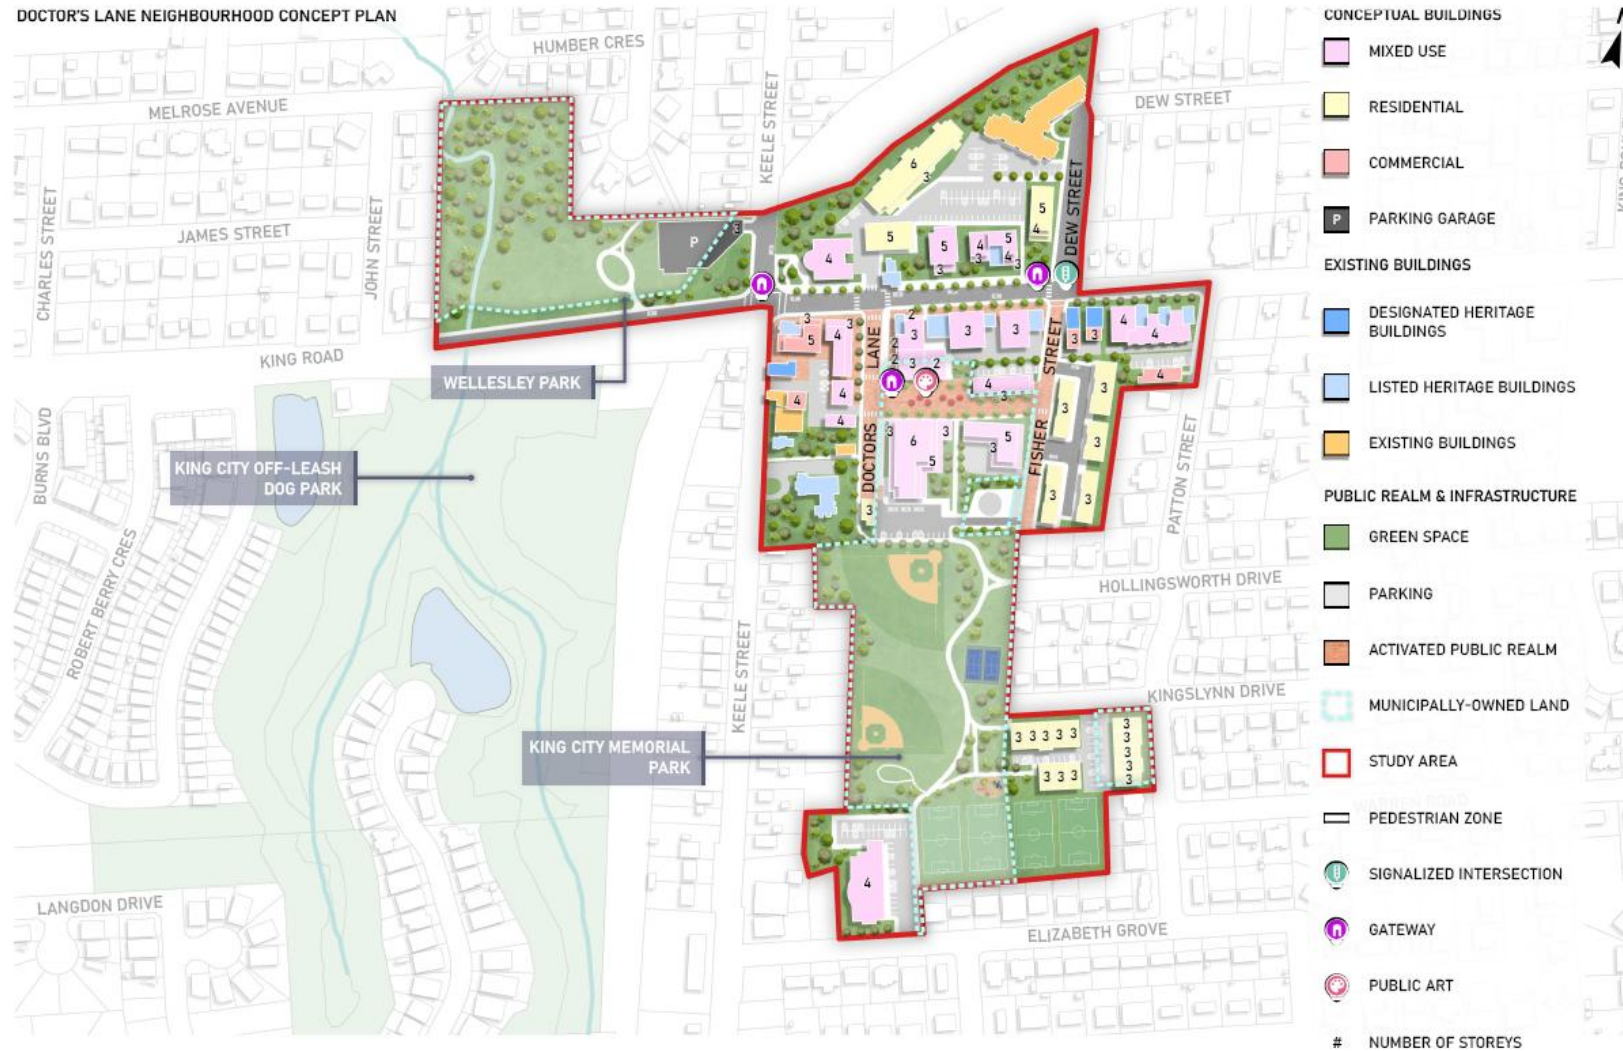 DOCTOR'S LANE NEIGHBOURHOOD CONCEPT PLAN
HUMBER CRES
MELROSE AVENUE
KEELE STREET
DEW STREET
CHARLES STREET
JAMES STREET
JOHN STREET
DEW STREET
KING ROAD
WELLESLEY PARK
DOCTORS LANE
FISHER STREET
PATTON STREET
BURNS BLVD
KING CITY OFF-LEASH
DOG PARK
ROBERT BERRY CRES
KEELE STREET
HOLLINGSWORTH DRIVE
KINGSLYNN DRIVE
KING CITY MEMORIAL
PARK
LANGDON DRIVE
ELIZABETH GROVE
P
3
6
3
5
4
5
4
5
3
4
5
4
3
3
5
4
3
4
4
4
4
2
3
2
2
3
2
3
3
4
3
3
3
4
4
4
3
3
3
3
3
3
6
3
5
5
3
3
3 3 3 3 3
3 3 3
3
3
3
3
3
4
CONCEPTUAL BUILDINGS
MIXED USE
RESIDENTIAL
COMMERCIAL
P
PARKING GARAGE
EXISTING BUILDINGS
DESIGNATED HERITAGE
BUILDINGS
LISTED HERITAGE BUILDINGS
EXISTING BUILDINGS
PUBLIC REALM & INFRASTRUCTURE
GREEN SPACE
PARKING
ACTIVATED PUBLIC REALM
MUNICIPALLY-OWNED LAND
STUDY AREA
PEDESTRIAN ZONE
SIGNALIZED INTERSECTION
GATEWAY
PUBLIC ART
# NUMBER OF STOREYS